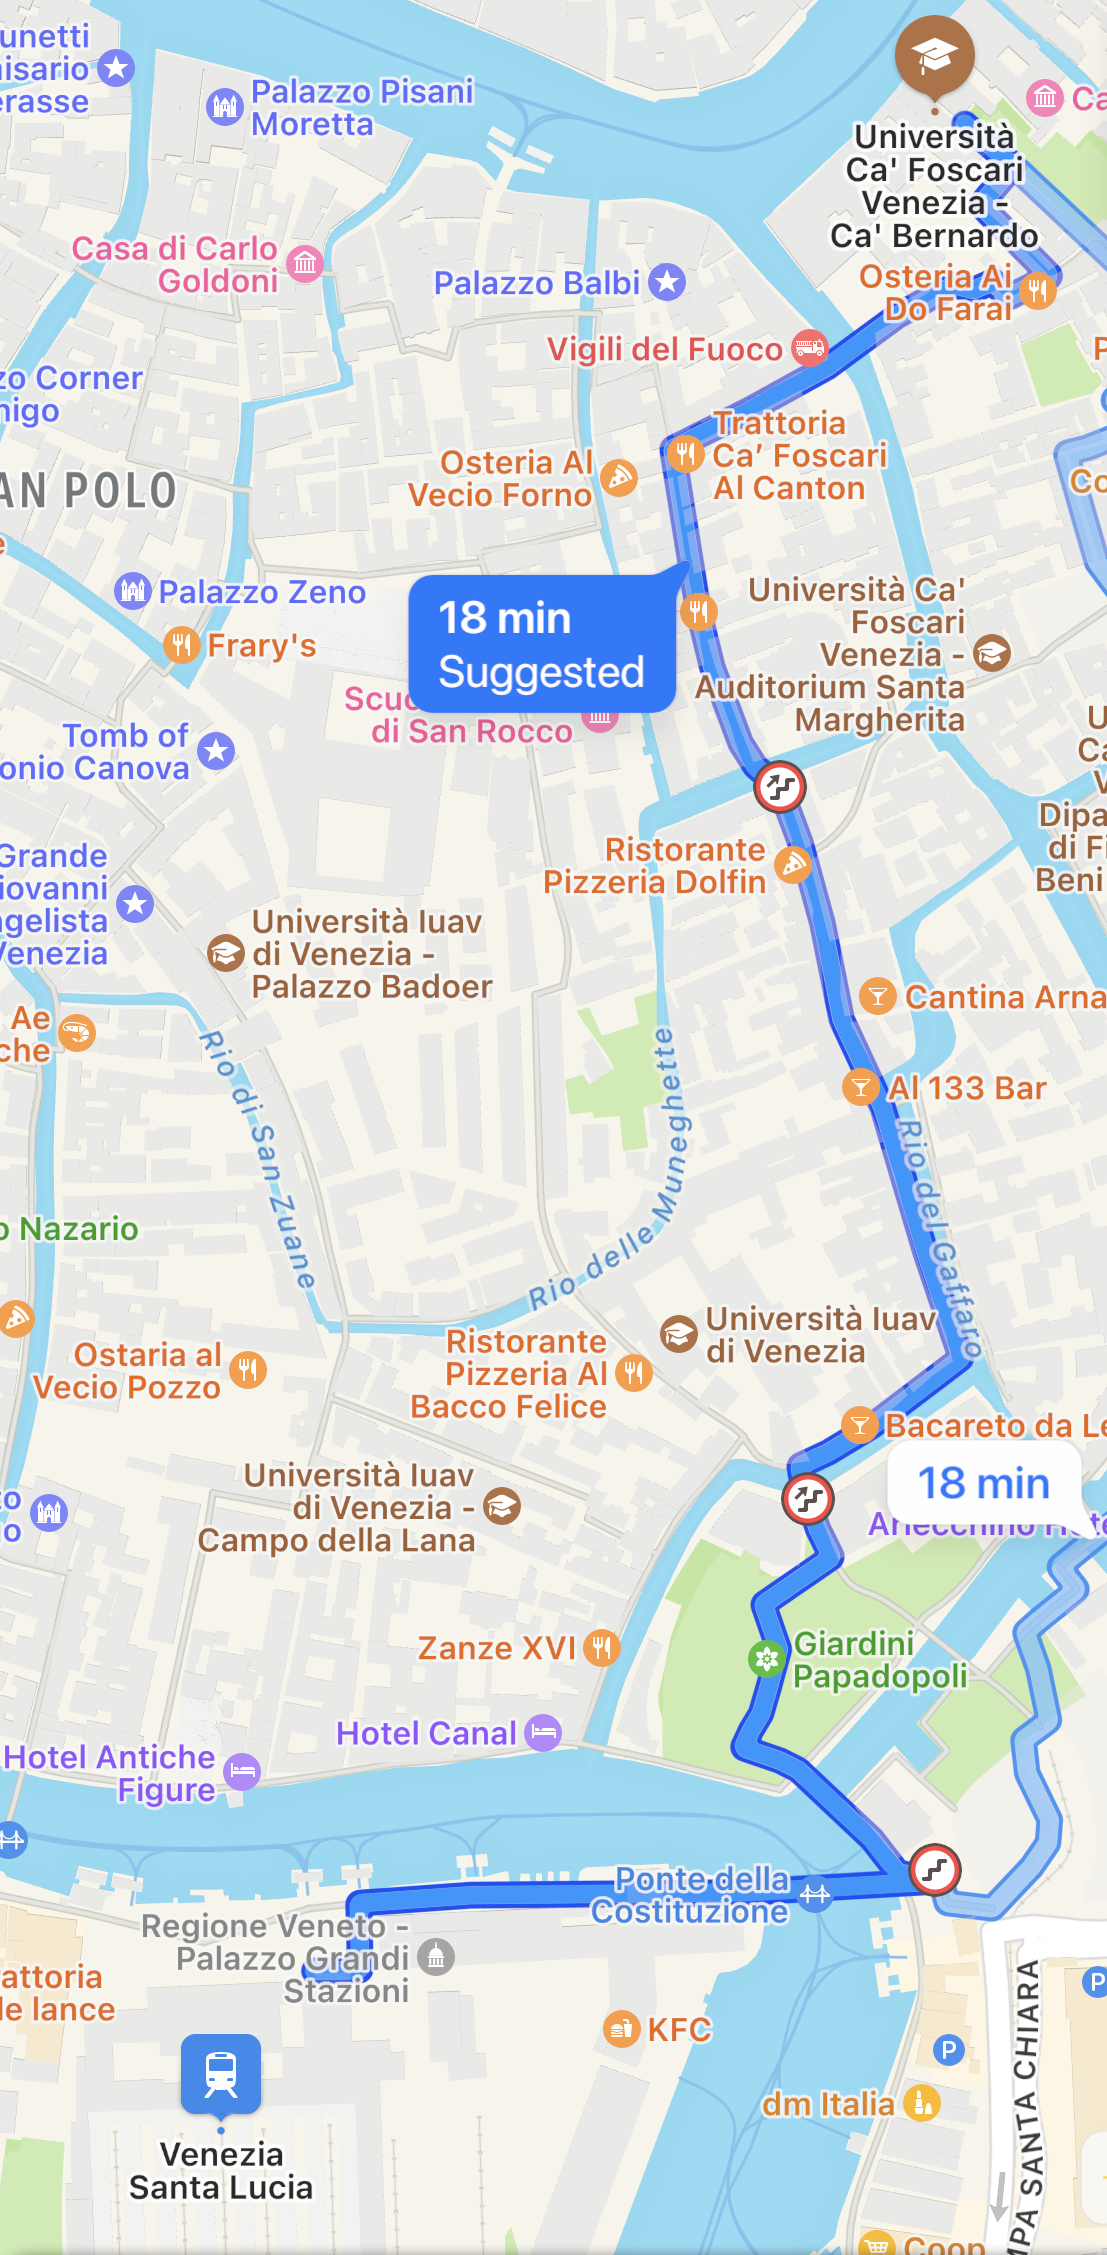 Palazzo Pisani
Moretta
Università
Ca' Foscari
Venezia -
Ca' Bernardo
Casa di Carlo
Goldoni
Palazzo Balbi
Osteria Ai
Do Farai
Vigili del Fuoco
Trattoria
Ca' Foscari
Al Canton
Osteria Al
Vecio Forno
Palazzo Zeno
Frary's
18 min
Suggested
Università Ca'
Foscari
Venezia -
Auditorium Santa
Margherita
di San Rocco
Tomb of
Ristorante
Pizzeria Dolfin
Università Iuav
di Venezia -
Palazzo Badoer
Cantina Arna
Al 133 Bar
Rio di San Zuane
Rio delle Muneghette
Rio del Gaffaro
Università Iuav
di Venezia
Ostaria al
Vecio Pozzo
Ristorante
Pizzeria Al
Bacco Felice
Bacareto da Le
18 min
Università Iuav
di Venezia -
Campo della Lana
Zanze XVI
Giardini
Papadopoli
Hotel Canal
Hotel Antiche
Figure
Ponte della
Costituzione
Regione Veneto -
Palazzo Grandi
Stazioni
KFC
P
P
dm Italia
Venezia
Santa Lucia
SANTA CHIARA
Coop